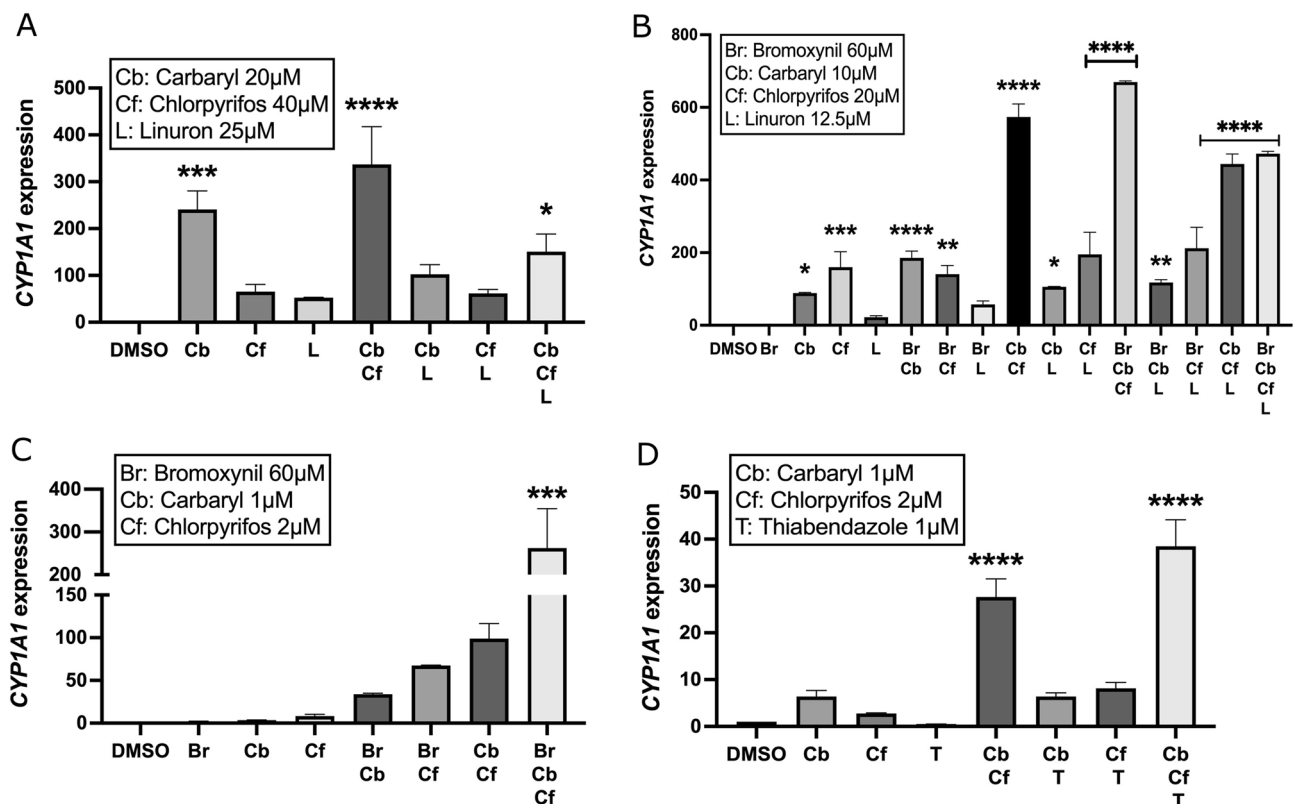 A
Cb: Carbaryl 20µM
Cf: Chlorpyrifos 40µM
L: Linuron 25µM
CYP1A1 expression
500
400
300
200
100
0
***
****
*
DMSO Cb Cf L Cb Cb Cf Cb
Cf L L Cf
L
B
Br: Bromoxynil 60µM
Cb: Carbaryl 10µM
Cf: Chlorpyrifos 20µM
L: Linuron 12.5µM
CYP1A1 expression
800
600
400
200
0
*
***
****
**
****
*
****
**
****
DMSO Br Cb Cf L Br Br Br Cb Cb Cf Br Br Br Cb Br
Cb Cf L Cf L L Cb Cb Cf Cf Cb
Cf L L L Cf
L
C
Br: Bromoxynil 60µM
Cb: Carbaryl 1µM
Cf: Chlorpyrifos 2µM
CYP1A1 expression
400
300
200
150
100
50
0
***
DMSO Br Cb Cf Br Br Cb Br
Cb Cf Cf Cb
Cf
D
Cb: Carbaryl 1µM
Cf: Chlorpyrifos 2µM
T: Thiabendazole 1µM
CYP1A1 expression
50
40
30
20
10
0
****
****
DMSO Cb Cf T Cb Cb Cf Cb
Cf T T Cf
T